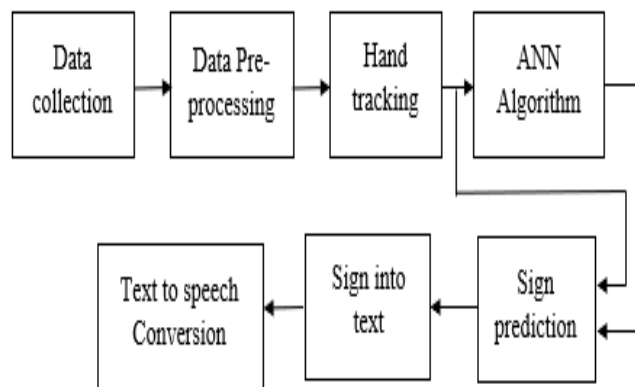 Data
collection
Data Pre-
processing
Hand
tracking
ANN
Algorithm
Text to speech
Conversion
Sign into
text
Sign
prediction